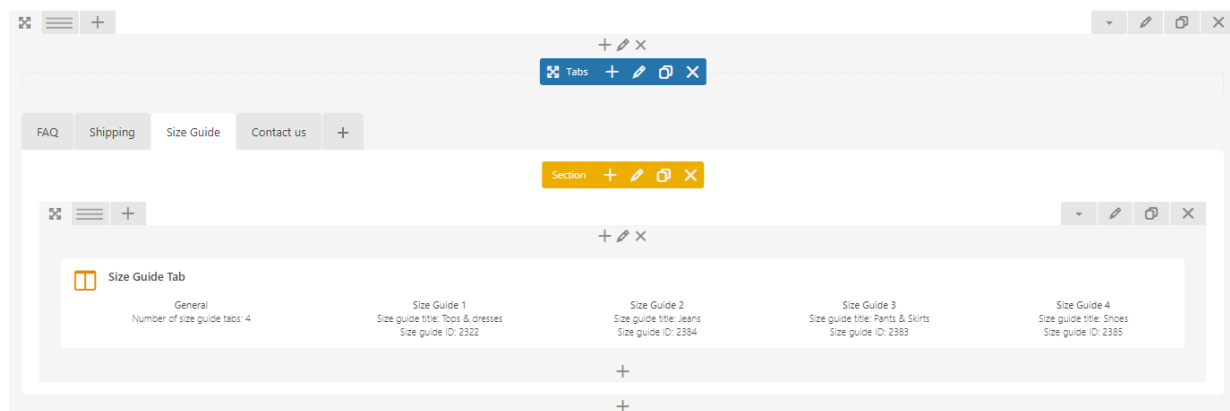 Tabs
FAQ
Shipping
Size Guide
Contact us
Section
Size Guide Tab
General
Number of size guide tabs: 4
Size Guide 1
Size guide title: Tops & dresses
Size guide ID: 2322
Size Guide 2
Size guide title: Jeans
Size guide ID: 2384
Size Guide 3
Size guide title: Pants & Skirts
Size guide ID: 2383
Size Guide 4
Size guide title: Shoes
Size guide ID: 2385